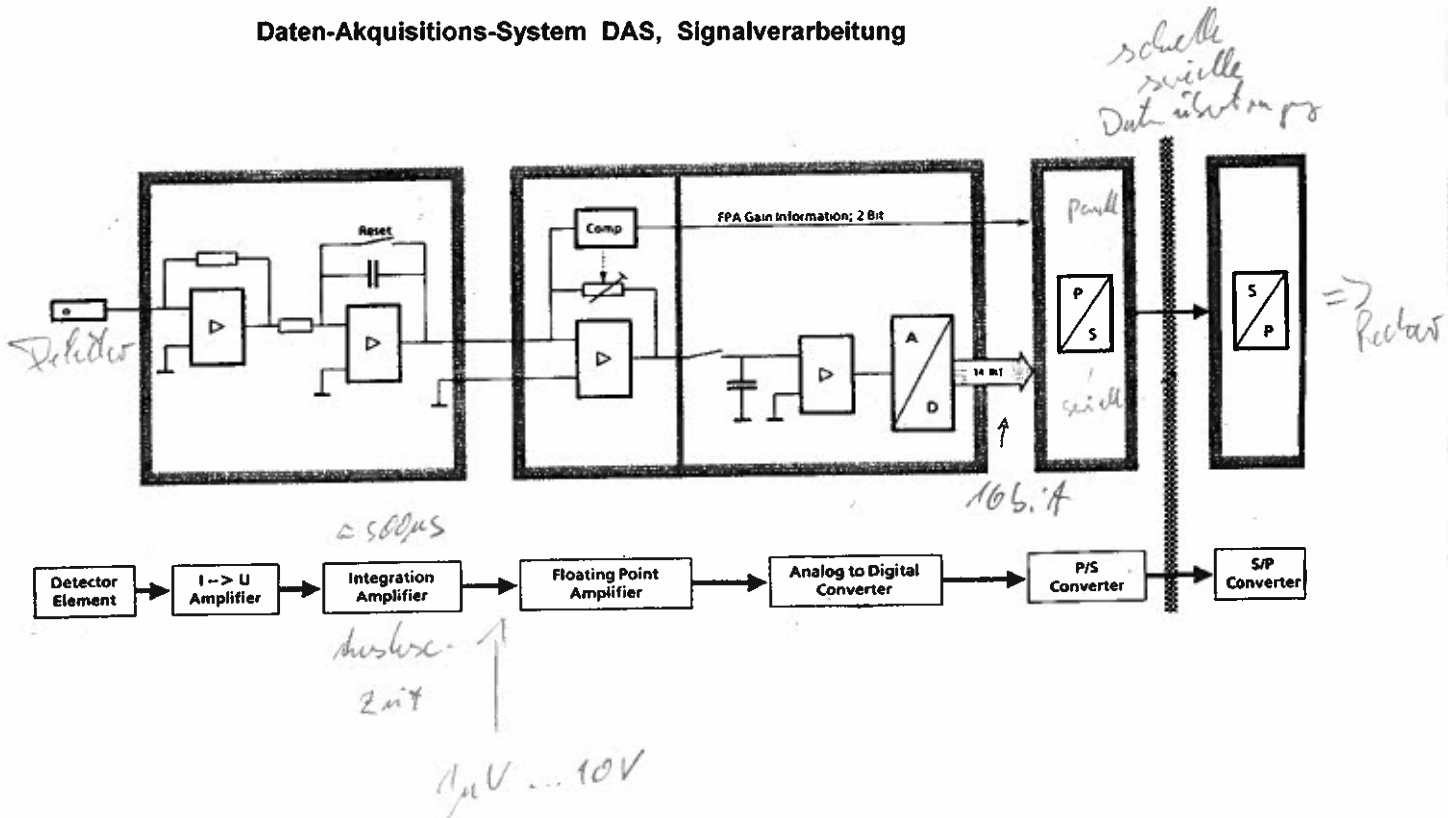 Daten-Akquisitions-System DAS, Signalverarbeitung
schnelle
serielle
Datenübertragung
Reset
Comp
FPA Gain Information; 2 Bit
parall
P
S
S
P
Detektor
A
D
14 BIT
seriell
16 bit
≈ 500µs
Detector
Element
I --> U
Amplifier
Integration
Amplifier
Floating Point
Amplifier
Analog to Digital
Converter
P/S
Converter
S/P
Converter
Auslese-
Zeit
1µV ... 10V